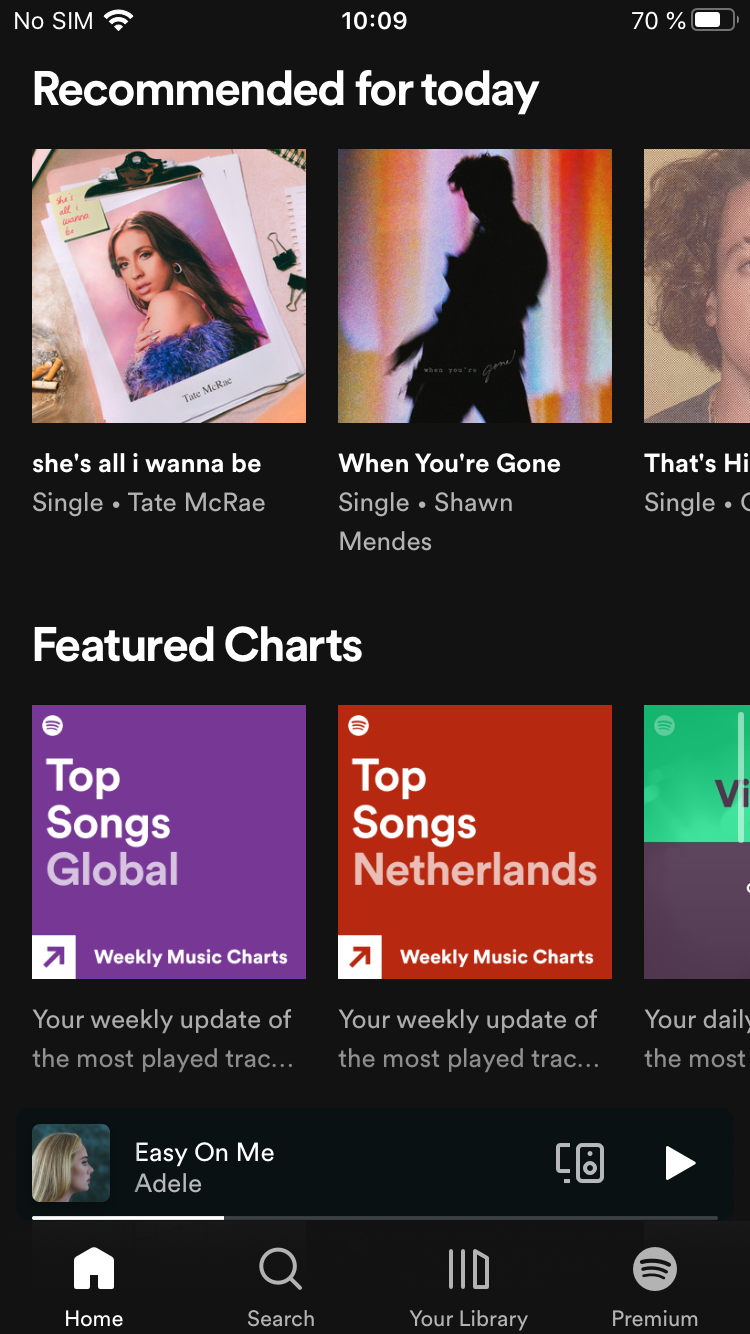 No SIM 10:09 70 %
Recommended for today
she's
all i
wanna
be
Tate McRae
when you're gone
she's all i wanna be
When You're Gone
That's Hi
Single • Tate McRae
Single • Shawn
Mendes
Single •
Featured Charts
Top
Songs
Global
Weekly Music Charts
Top
Songs
Netherlands
Weekly Music Charts
Vi
Your weekly update of
the most played trac...
Your weekly update of
the most played trac...
Your daily
the most
Easy On Me
Adele
Home
Search
Your Library
Premium